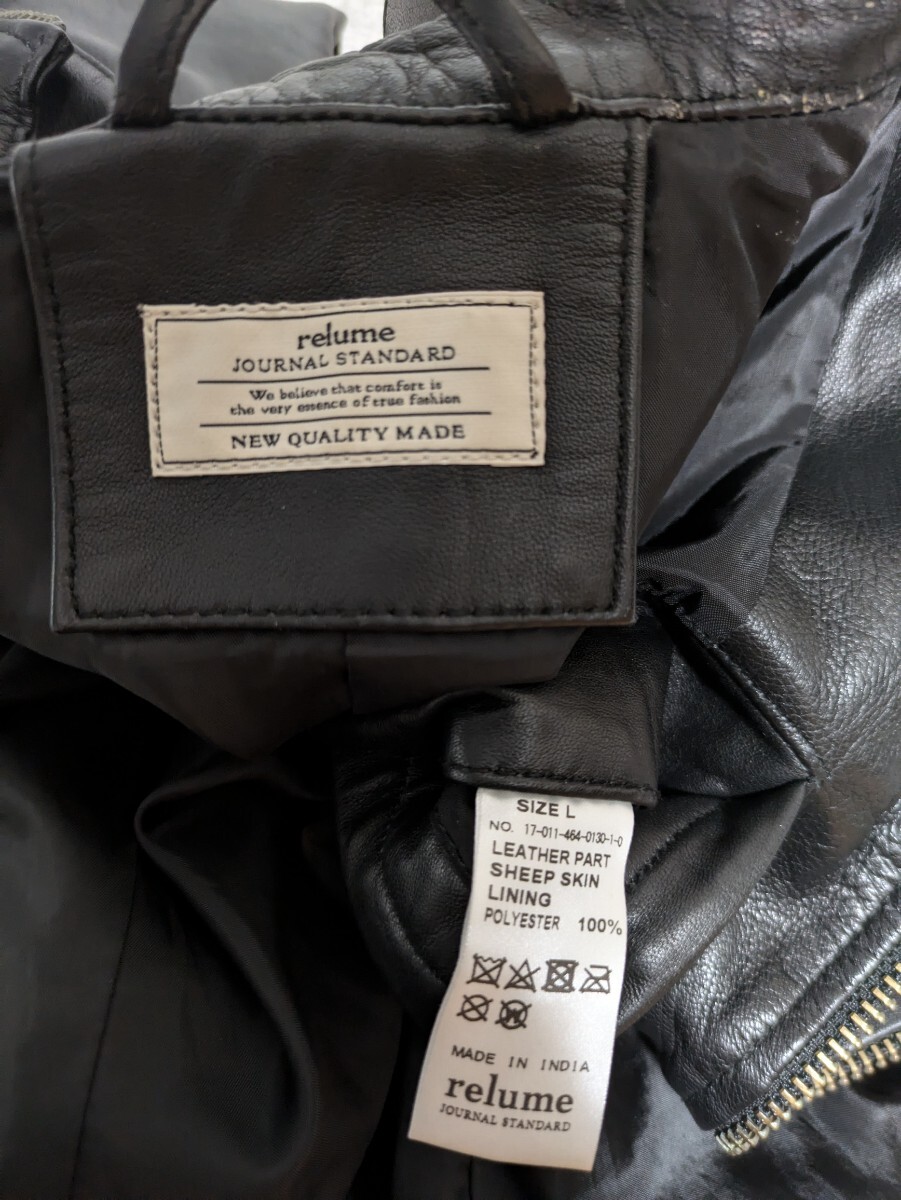 relume
JOURNAL STANDARD
We believe that comfort is
the very essence of true fashion
NEW QUALITY MADE
SIZE L
NO. 17-011-464-0130-1-0
LEATHER PART
SHEEP SKIN
LINING
POLYESTER 100%
MADE IN INDIA
relume
JOURNAL STANDARD